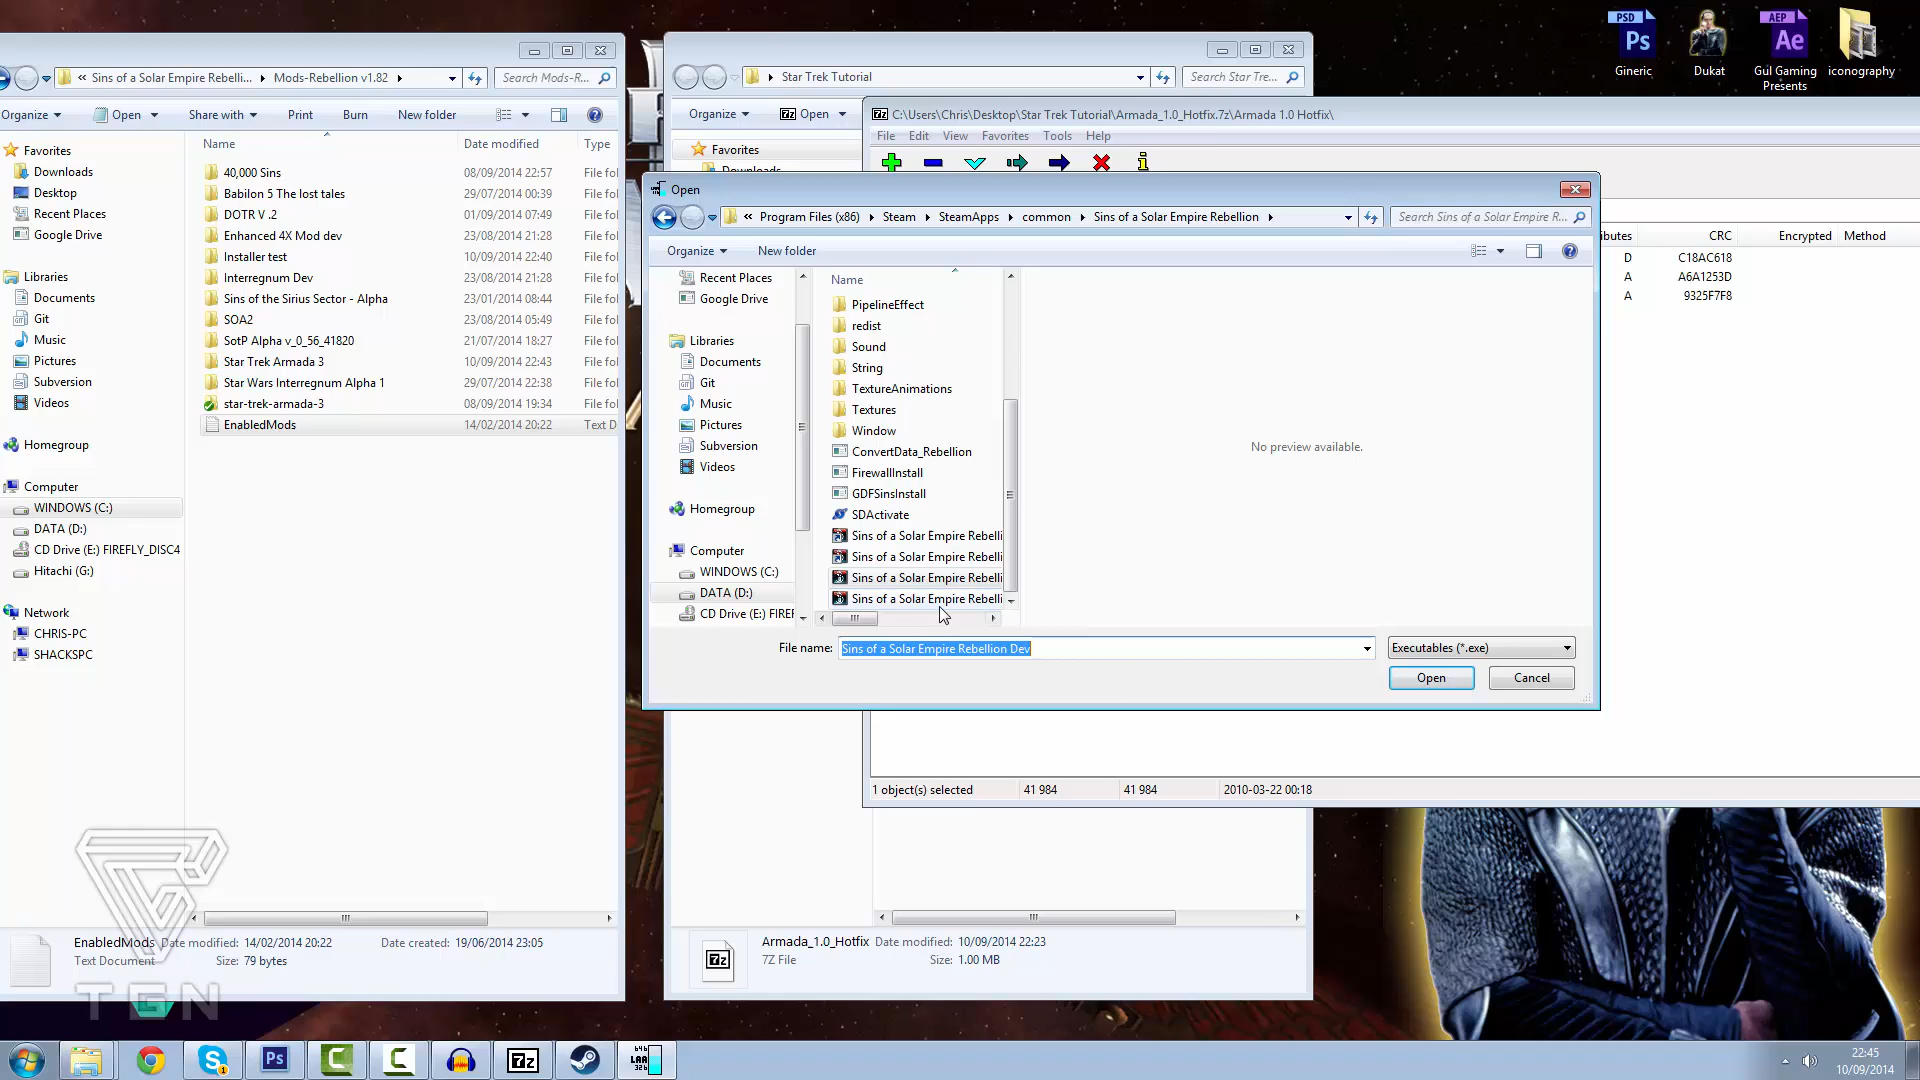 « Sins of a Solar Empire Rebelli... Mods-Rebellion v1.82
Search Mods-R...
Organize Open Share with Print Burn New folder
Favorites
Downloads
Desktop
Recent Places
Google Drive
Libraries
Documents
Git
Music
Pictures
Subversion
Videos
Homegroup
Computer
WINDOWS (C:)
DATA (D:)
CD Drive (E:) FIREFLY_DISC4
Hitachi (G:)
Network
CHRIS-PC
SHACKSPC
Name Date modified Type
40,000 Sins 08/09/2014 22:57 File fol
Babilon 5 The lost tales 29/07/2014 00:39 File fol
DOTR V .2 01/09/2014 07:49 File fol
Enhanced 4X Mod dev 23/08/2014 21:28 File fol
Installer test 10/09/2014 22:40 File fol
Interregnum Dev 23/08/2014 21:28 File fol
Sins of the Sirius Sector - Alpha 23/01/2014 08:44 File fol
SOA2 23/08/2014 05:49 File fol
SotP Alpha v_0_56_41820 21/07/2014 18:27 File fol
Star Trek Armada 3 10/09/2014 22:43 File fol
Star Wars Interregnum Alpha 1 29/07/2014 22:38 File fol
star-trek-armada-3 08/09/2014 19:34 File fol
EnabledMods 14/02/2014 20:22 Text D
EnabledMods Date modified: 14/02/2014 20:22 Date created: 19/06/2014 23:05
Text Document Size: 79 bytes
TGN
Star Trek Tutorial
Search Star Tre...
Organize Open
Favorites
Downloads
Armada_1.0_Hotfix Date modified: 10/09/2014 22:23
7Z File Size: 1.00 MB
7z
C:\Users\Chris\Desktop\Star Trek Tutorial\Armada_1.0_Hotfix.7z\Armada 1.0 Hotfix\
File Edit View Favorites Tools Help
ibutes CRC Encrypted Method
D C18AC618
A A6A1253D
A 9325F7F8
1 object(s) selected 41 984 41 984 2010-03-22 00:18
Open
« Program Files (x86) Steam SteamApps common Sins of a Solar Empire Rebellion
Search Sins of a Solar Empire R...
Organize New folder
Recent Places
Google Drive
Libraries
Documents
Git
Music
Pictures
Subversion
Videos
Homegroup
Computer
WINDOWS (C:)
DATA (D:)
CD Drive (E:) FIREF
Name
PipelineEffect
redist
Sound
String
TextureAnimations
Textures
Window
ConvertData_Rebellion
FirewallInstall
GDFSinsInstall
SDActivate
Sins of a Solar Empire Rebelli
Sins of a Solar Empire Rebelli
Sins of a Solar Empire Rebelli
Sins of a Solar Empire Rebelli
No preview available.
File name: Sins of a Solar Empire Rebellion Dev
Executables (*.exe)
Open Cancel
PSD
Ps
Gineric
Dukat
AEP
Ae
Gul Gaming
Presents
iconography
Ps
7z
LAA
22:45
10/09/2014